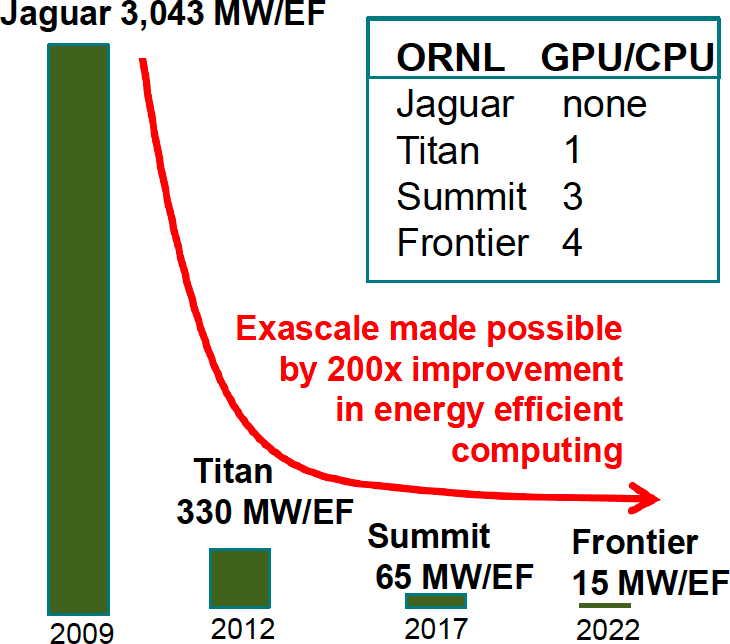 Jaguar 3,043 MW/EF
ORNL GPU/CPU
Jaguar none
Titan 1
Summit 3
Frontier 4
Exascale made possible
by 200x improvement
in energy efficient
computing
Titan
330 MW/EF
Summit
65 MW/EF
Frontier
15 MW/EF
2009
2012
2017
2022